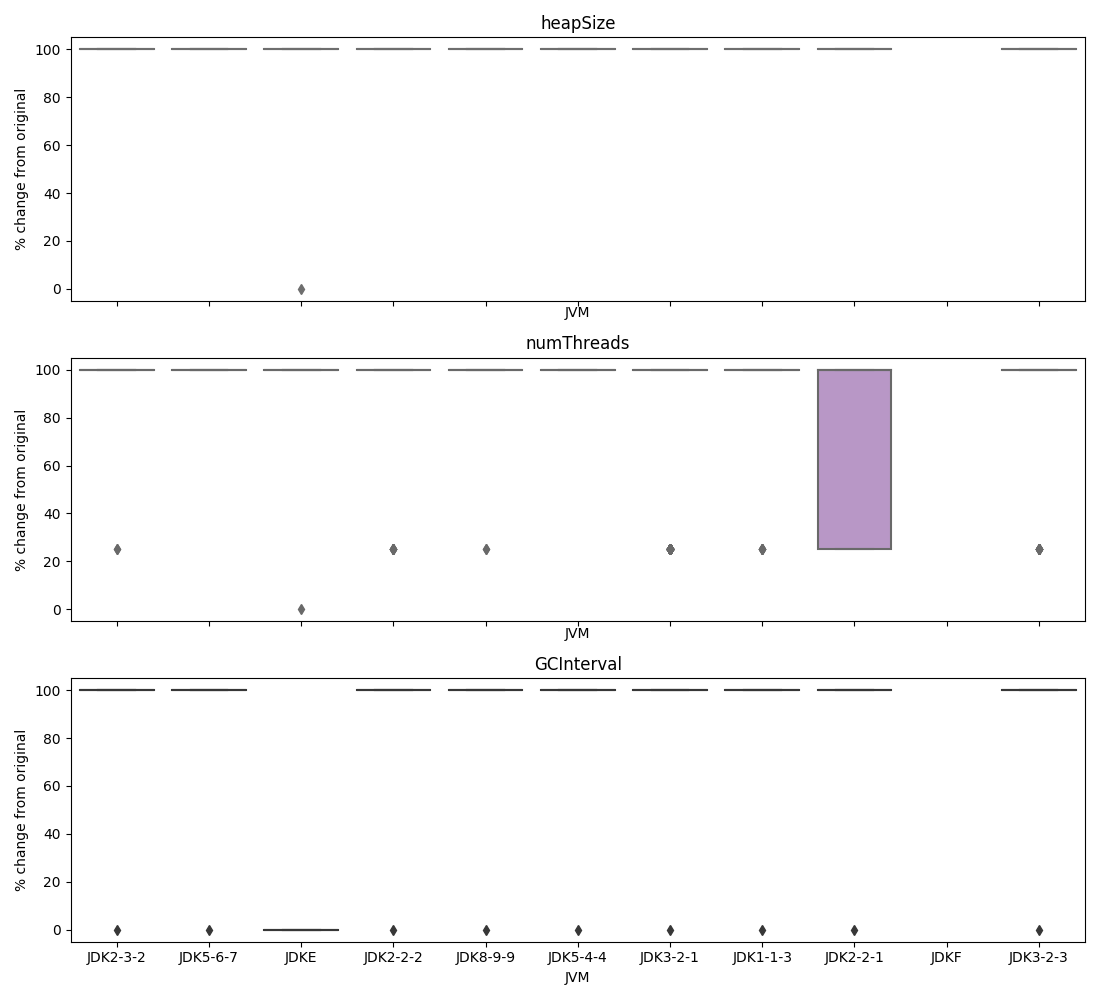 heapSize
100
80
60
40
20
0
% change from original
JVM
numThreads
100
80
60
40
20
0
% change from original
JVM
GCInterval
100
80
60
40
20
0
% change from original
JDK2-3-2 JDK5-6-7 JDKE JDK2-2-2 JDK8-9-9 JDK5-4-4 JDK3-2-1 JDK1-1-3 JDK2-2-1 JDKF JDK3-2-3
JVM